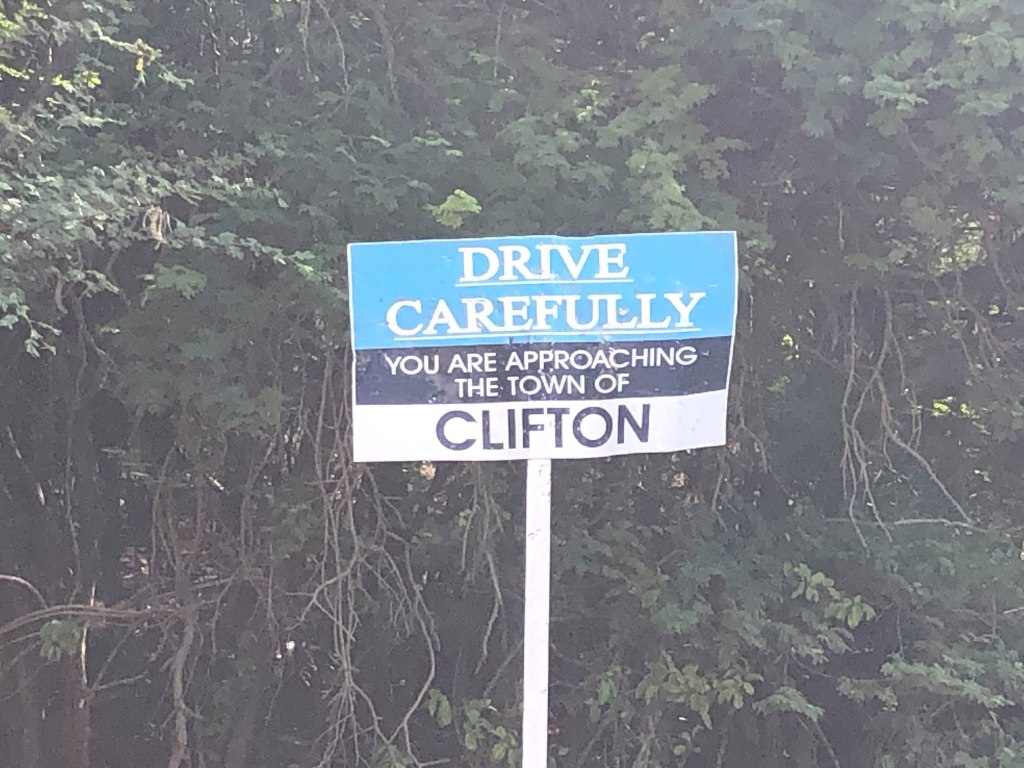 DRIVE
CAREFULLY
YOU ARE APPROACHING
THE TOWN OF
CLIFTON